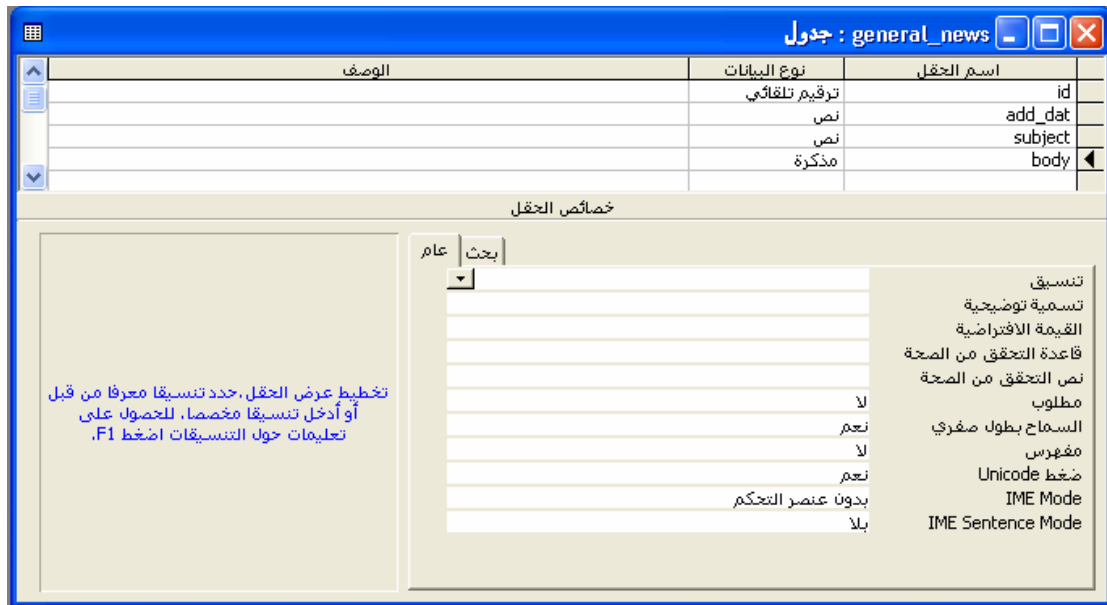 general_news : جدول
اسم الحقل نوع البيانات الوصف
id ترقيم تلقائي
add_dat نص
subject نص
body مذكرة
خصائص الحقل
عام بحث
تنسيق
تسمية توضيحية
القيمة الافتراضية
قاعدة التحقق من الصحة
نص التحقق من الصحة
مطلوب لا
السماح بطول صفري نعم
مفهرس لا
ضغط Unicode نعم
IME Mode بدون عنصر التحكم
IME Sentence Mode بلا
تخطيط عرض الحقل،حدد تنسيقا معرفا من قبل
أو أدخل تنسيقا مخصصا. للحصول على
تعليمات حول التنسيقات اضغط F1.